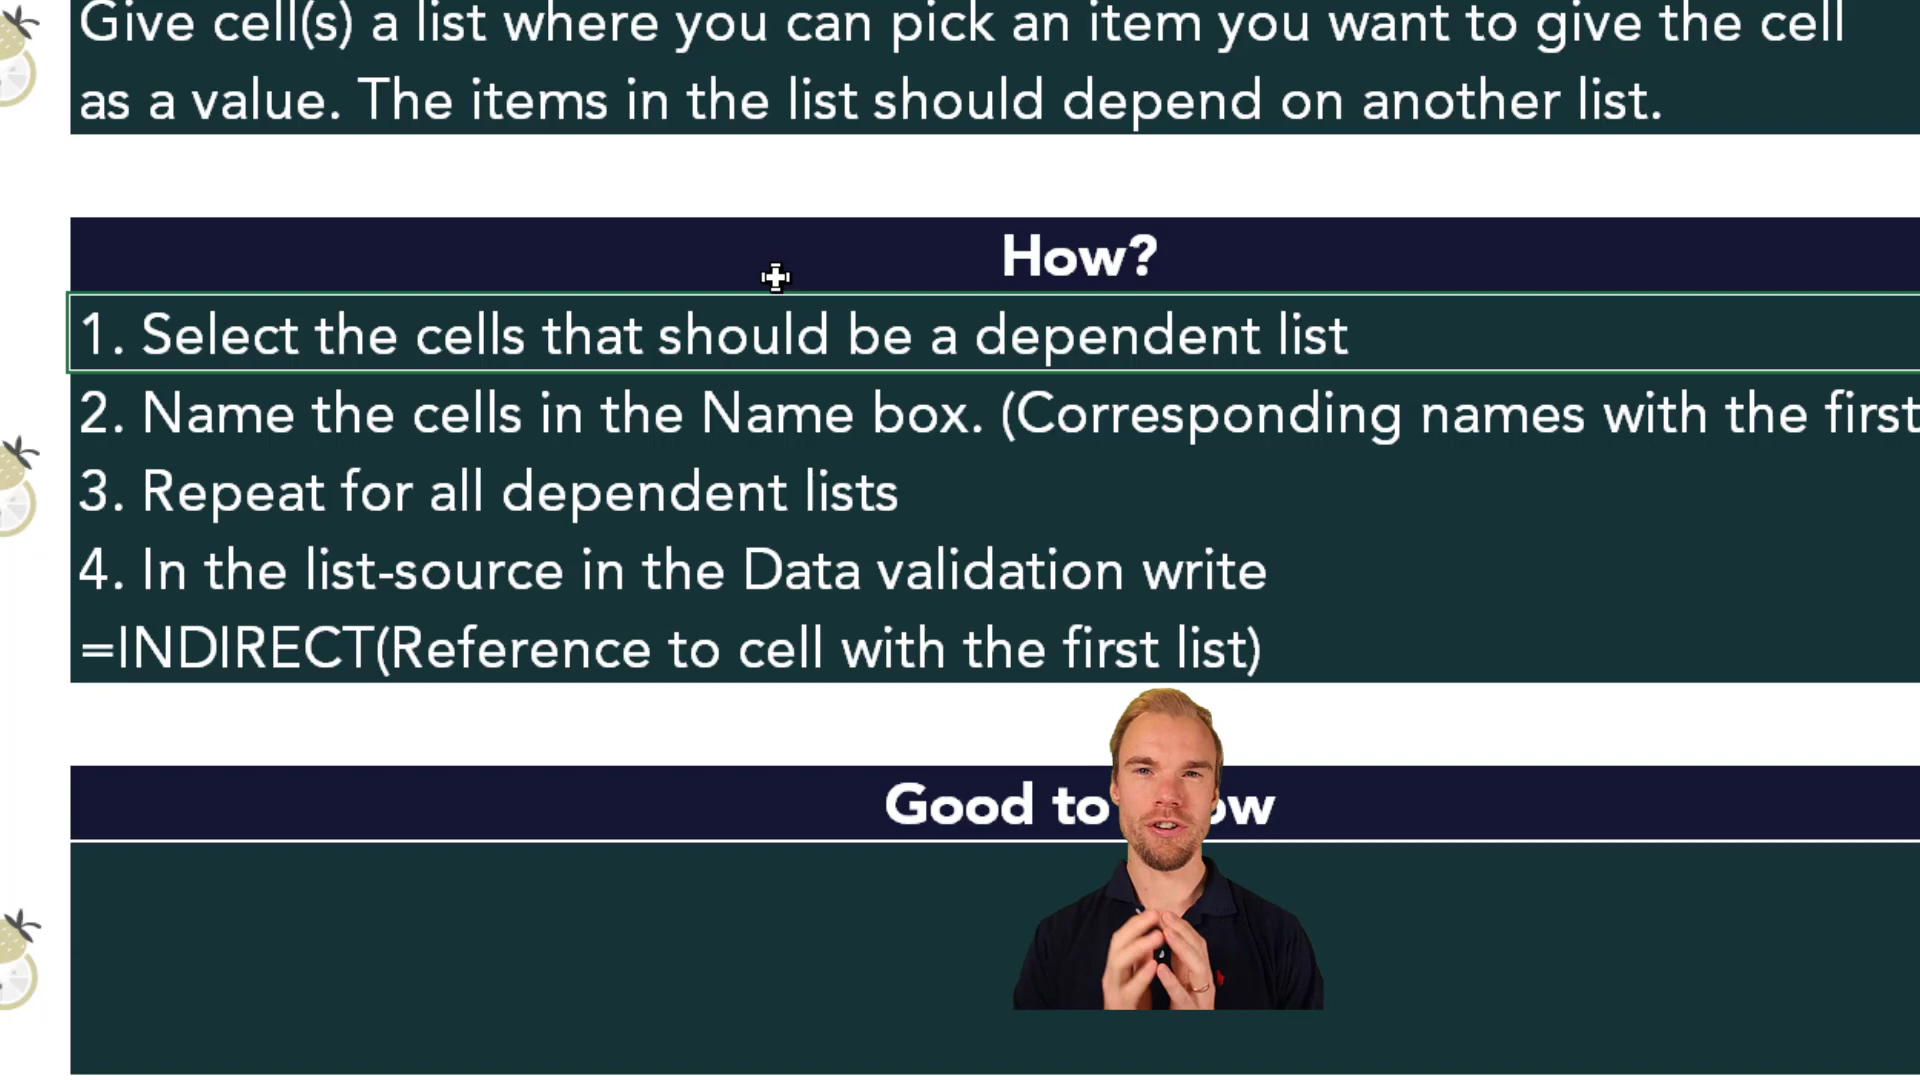 Give cell(s) a list where you can pick an item you want to give the cell
as a value. The items in the list should depend on another list.
How?
1. Select the cells that should be a dependent list
2. Name the cells in the Name box. (Corresponding names with the first
3. Repeat for all dependent lists
4. In the list-source in the Data validation write
=INDIRECT(Reference to cell with the first list)
Good to